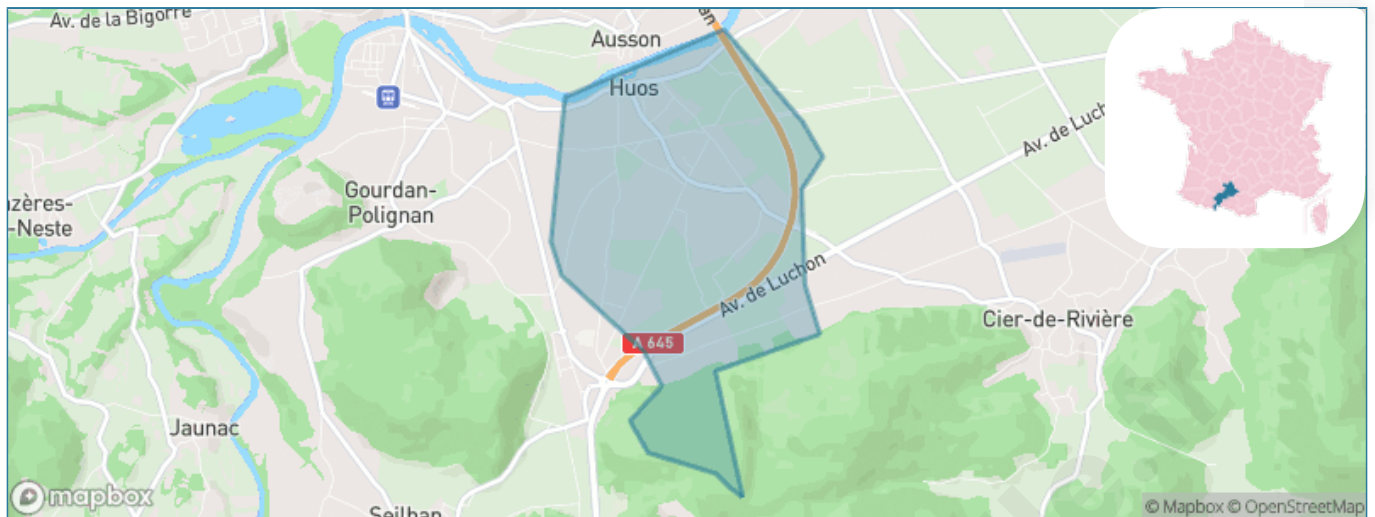 Av. de la Bigorre
Ausson
Huos
Av. de Luch
Gourdan-
Polignan
zères-
-Neste
Av. de Luchon
Cier-de-Rivière
A 645
Jaunac
Seilhan
mapbox
© Mapbox © OpenStreetMap